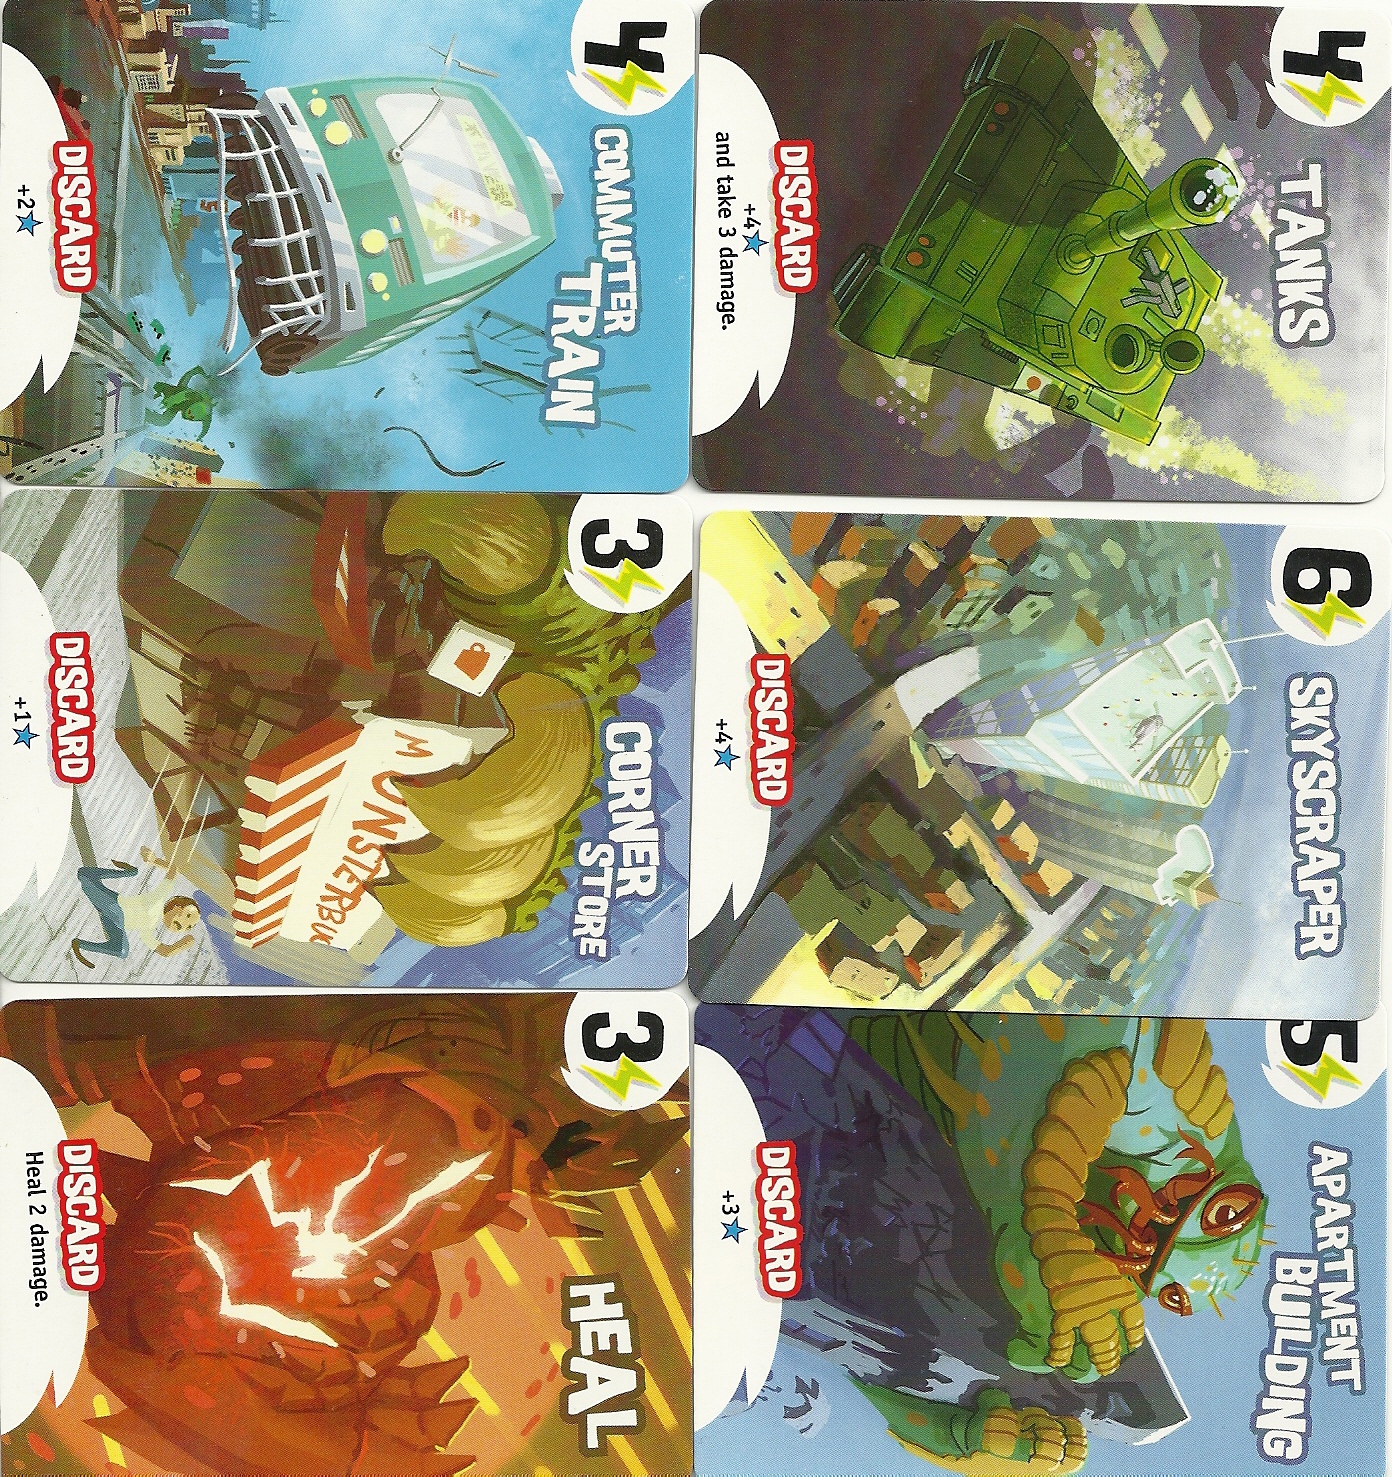 4
TANKS
DISCARD
+4
and take 3 damage.
6
SKYSCRAPER
DISCARD
+4
5
APARTMENT
BUILDING
DISCARD
+3
4
COMMUTER
TRAIN
DISCARD
+2
3
CORNER
STORE
MONSTERBU
DISCARD
+1
3
HEAL
DISCARD
Heal 2 damage.